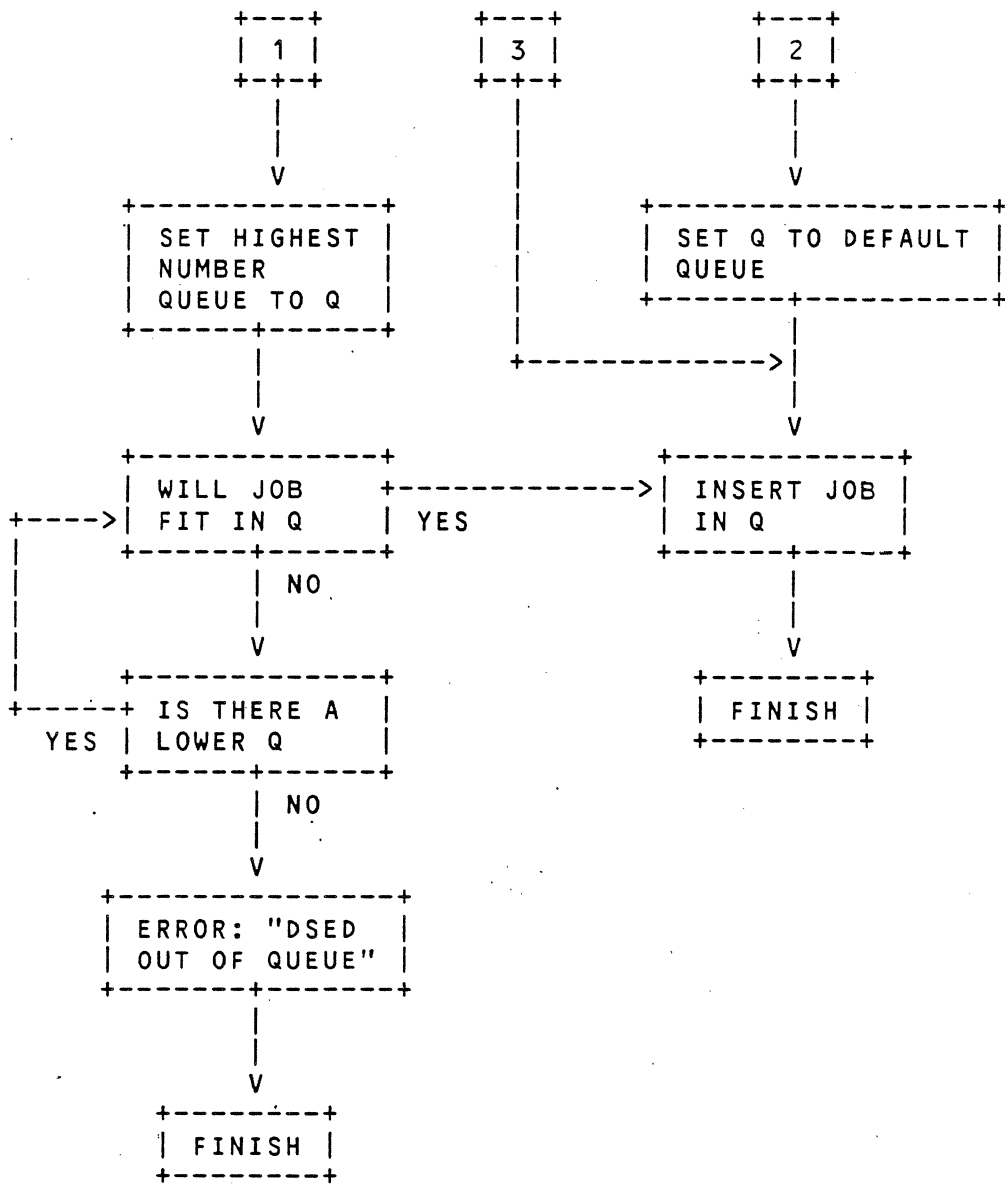 1
3
2
SET HIGHEST
NUMBER
QUEUE TO Q
SET Q TO DEFAULT
QUEUE
WILL JOB
FIT IN Q
YES
INSERT JOB
IN Q
NO
IS THERE A
LOWER Q
YES
FINISH
NO
ERROR: "DSED
OUT OF QUEUE"
FINISH